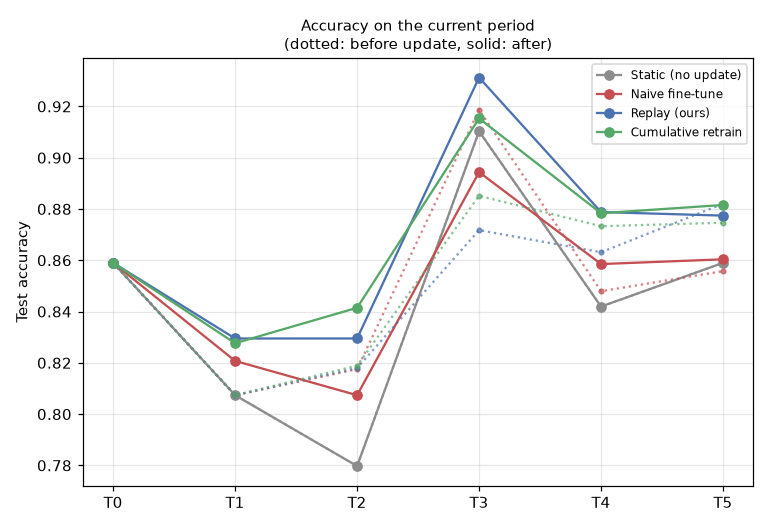 Accuracy on the current period
(dotted: before update, solid: after)
Static (no update)
Naive fine-tune
Replay (ours)
Cumulative retrain
Test accuracy
0.92
0.90
0.88
0.86
0.84
0.82
0.80
0.78
T0 T1 T2 T3 T4 T5